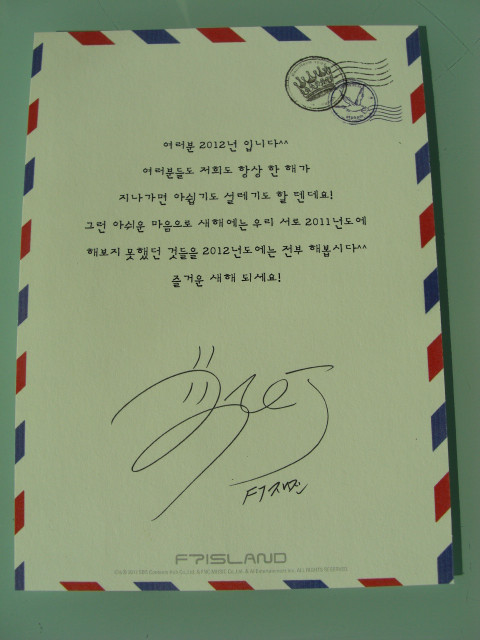 여러분 2012년 입니다^^
여러분들도 저희도 항상 한 해가
지나가면 아쉽기도 설레기도 할 텐데요!
그런 아쉬운 마음으로 새해에는 우리 서로 2011년도에
해보지 못했던 것들을 2012년도에는 전부 해봅시다^^
즐거운 새해 되세요!
FT재진
FTISLAND